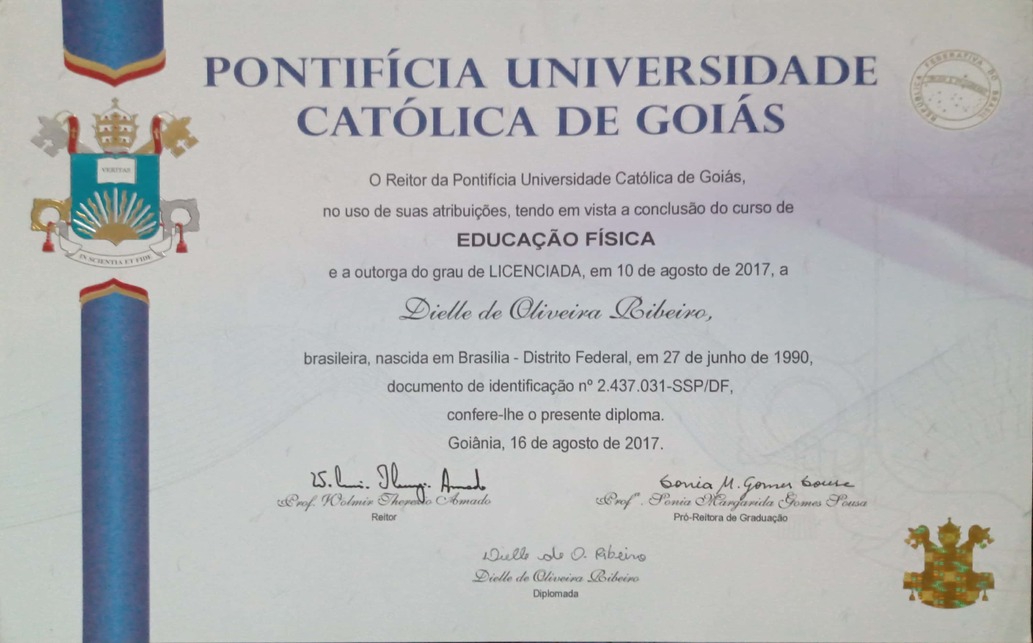 PONTIFÍCIA UNIVERSIDADE
CATÓLICA DE GOIÁS
REPÚBLICA FEDERATIVA DO BRASIL
VERITAS
IN SCIENTIA ET FIDE
O Reitor da Pontifícia Universidade Católica de Goiás,
no uso de suas atribuições, tendo em vista a conclusão do curso de
EDUCAÇÃO FÍSICA
e a outorga do grau de LICENCIADA, em 10 de agosto de 2017, a
Dielle de Oliveira Ribeiro,
brasileira, nascida em Brasilia - Distrito Federal, em 27 de junho de 1990,
documento de identificação nº 2.437.031-SSP/DF,
confere-lhe o presente diploma.
Goiânia, 16 de agosto de 2017.
Sonia M. Gomes Sousa
Prof. Wolmir Therezio Amado
Profª. Sonia Margarida Gomes Sousa
Reitor
Pró-Reitora de Graduação
Dielle de O. Ribeiro
Dielle de Oliveira Ribeiro
Diplomada